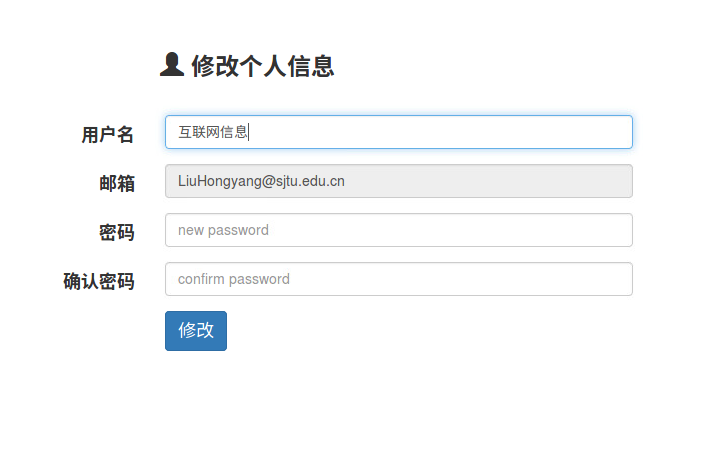 修改个人信息
用户名 互联网信息
邮箱 LiuHongyang@sjtu.edu.cn
密码 new password
确认密码 confirm password
修改